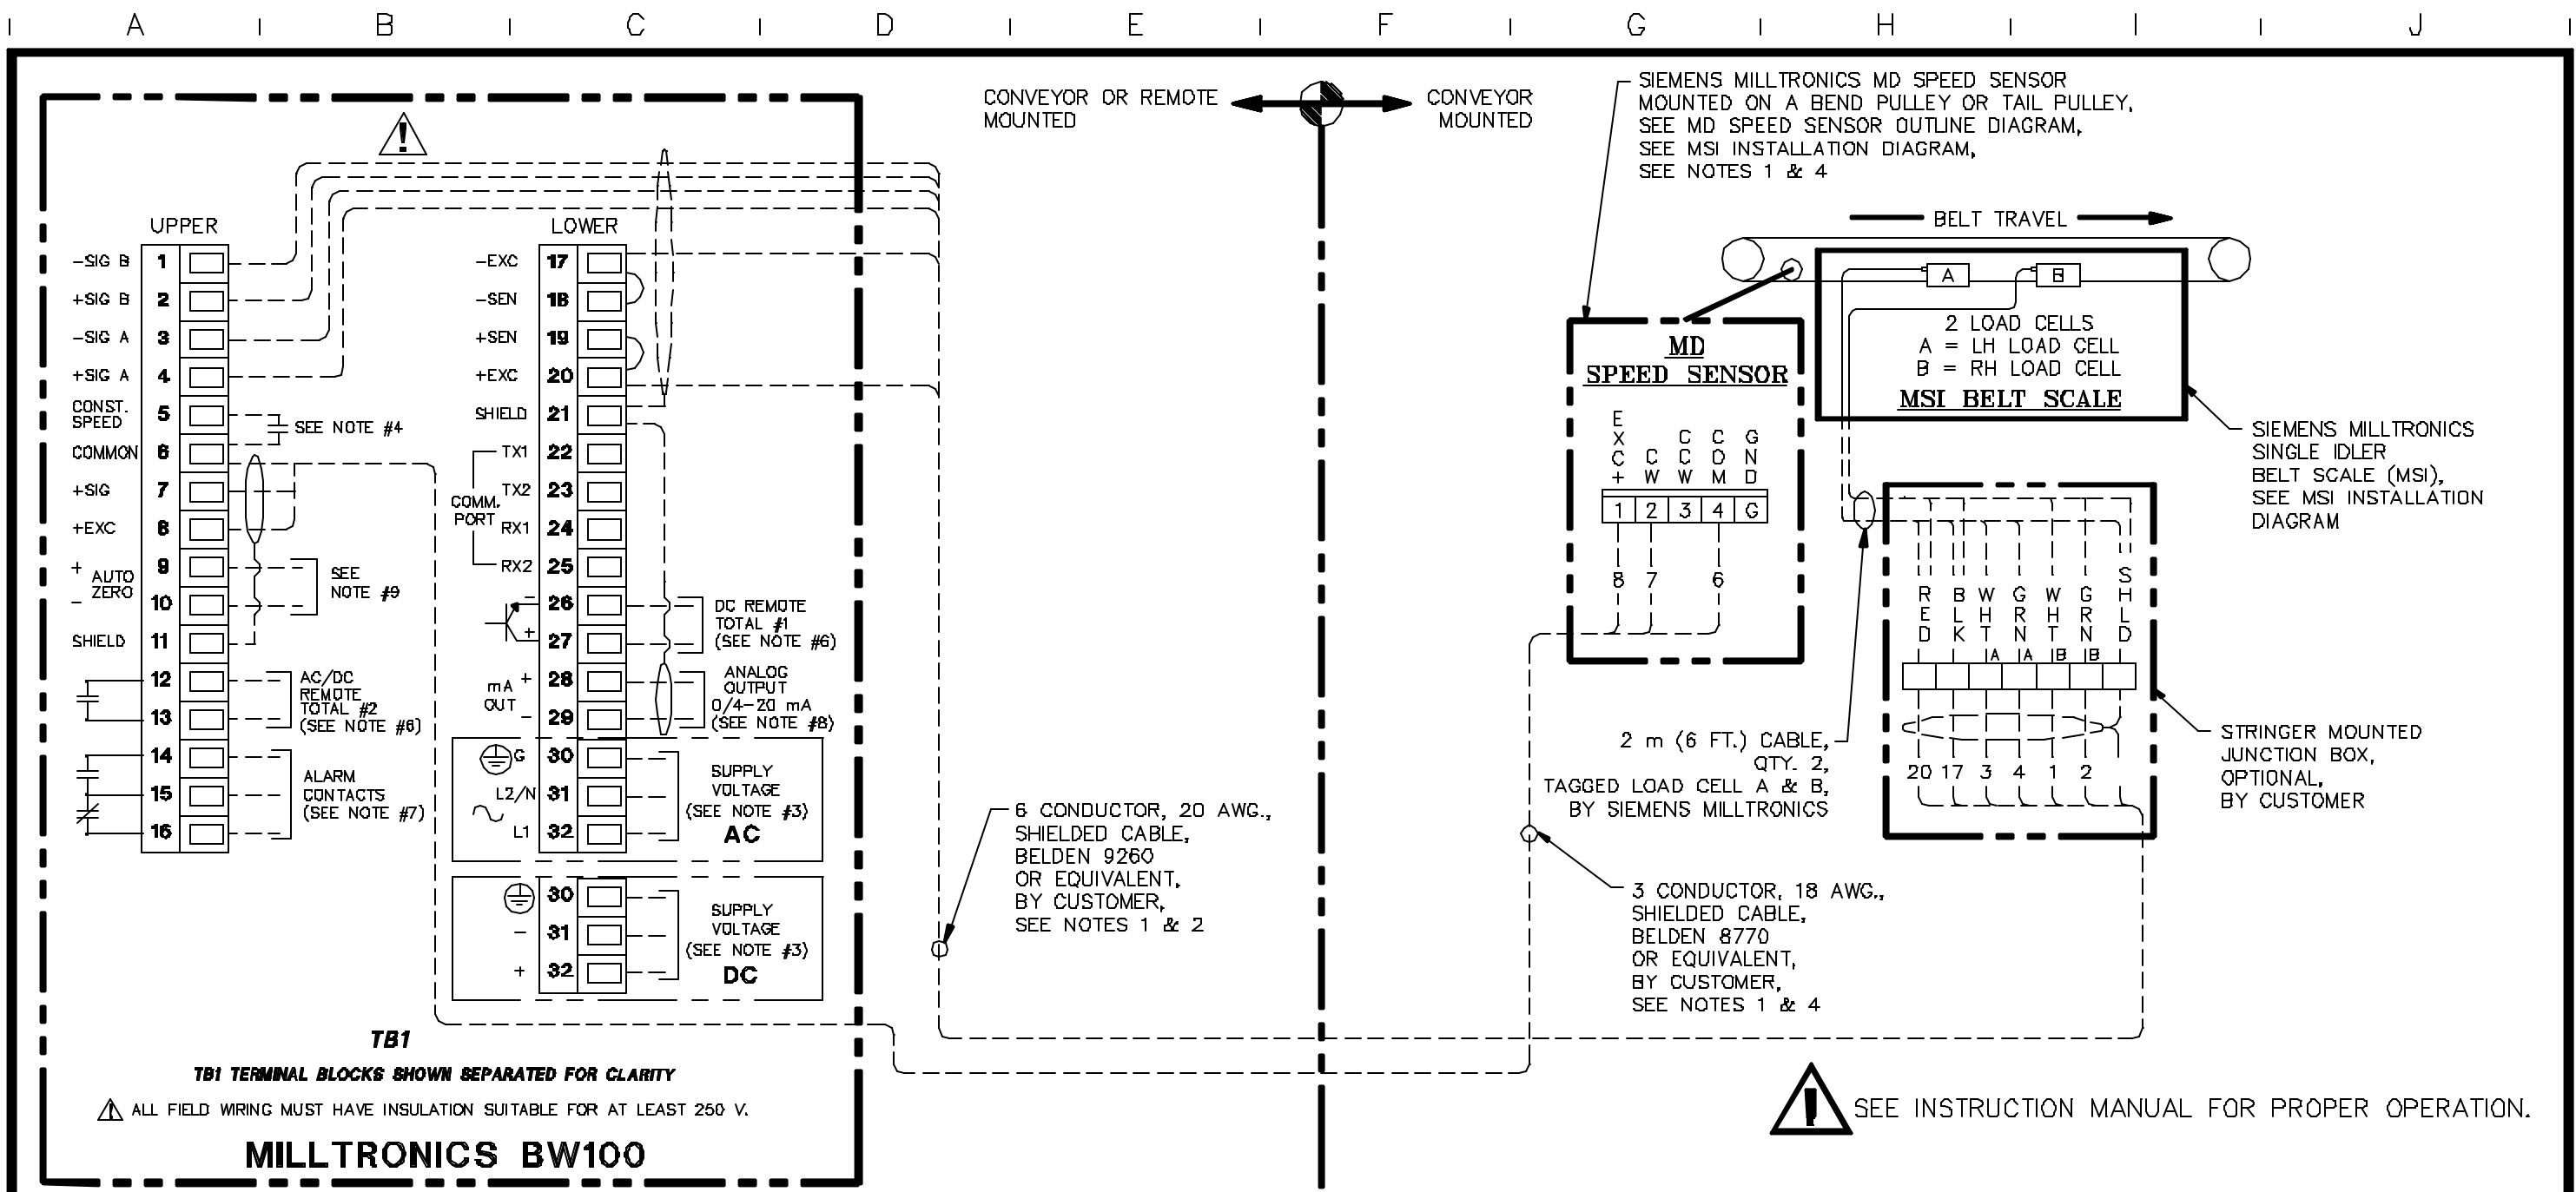 A B C D E F G H I J
CONVEYOR OR REMOTE
MOUNTED
CONVEYOR
MOUNTED
SIEMENS MILLTRONICS MD SPEED SENSOR
MOUNTED ON A BEND PULLEY OR TAIL PULLEY,
SEE MD SPEED SENSOR OUTLINE DIAGRAM,
SEE MSI INSTALLATION DIAGRAM,
SEE NOTES 1 & 4
UPPER
-SIG B 1
+SIG B 2
-SIG A 3
+SIG A 4
CONST.
SPEED 5
COMMON 6
+SIG 7
+EXC 8
+ 9
AUTO
ZERO
- 10
SHIELD 11
12
13
14
15
16
SEE NOTE #4
SEE
NOTE #9
AC/DC
REMOTE
TOTAL #2
(SEE NOTE #6)
ALARM
CONTACTS
(SEE NOTE #7)
LOWER
-EXC 17
-SEN 18
+SEN 19
+EXC 20
SHIELD 21
TX1 22
TX2 23
COMM.
PORT
RX1 24
RX2 25
- 26
+ 27
mA
OUT
+ 28
- 29
G 30
L2/N 31
L1 32
30
- 31
+ 32
DC REMOTE
TOTAL #1
(SEE NOTE #6)
ANALOG
OUTPUT
0/4-20 mA
(SEE NOTE #8)
SUPPLY
VOLTAGE
(SEE NOTE #3)
AC
SUPPLY
VOLTAGE
(SEE NOTE #3)
DC
TB1
TB1 TERMINAL BLOCKS SHOWN SEPARATED FOR CLARITY
! ALL FIELD WIRING MUST HAVE INSULATION SUITABLE FOR AT LEAST 250 V.
MILLTRONICS BW100
6 CONDUCTOR, 20 AWG.,
SHIELDED CABLE,
BELDEN 9260
OR EQUIVALENT,
BY CUSTOMER,
SEE NOTES 1 & 2
BELT TRAVEL
A B
2 LOAD CELLS
A = LH LOAD CELL
B = RH LOAD CELL
MSI BELT SCALE
MD
SPEED SENSOR
EXC+ CW CCW COM GND
1 2 3 4 G
8 7 6
SIEMENS MILLTRONICS
SINGLE IDLER
BELT SCALE (MSI),
SEE MSI INSTALLATION
DIAGRAM
RED BLK WHT GRN WHT GRN SHLD
A A B B
20 17 3 4 1 2
2 m (6 FT.) CABLE,
QTY. 2,
TAGGED LOAD CELL A & B,
BY SIEMENS MILLTRONICS
STRINGER MOUNTED
JUNCTION BOX,
OPTIONAL,
BY CUSTOMER
3 CONDUCTOR, 18 AWG.,
SHIELDED CABLE,
BELDEN 8770
OR EQUIVALENT,
BY CUSTOMER,
SEE NOTES 1 & 4
! SEE INSTRUCTION MANUAL FOR PROPER OPERATION.